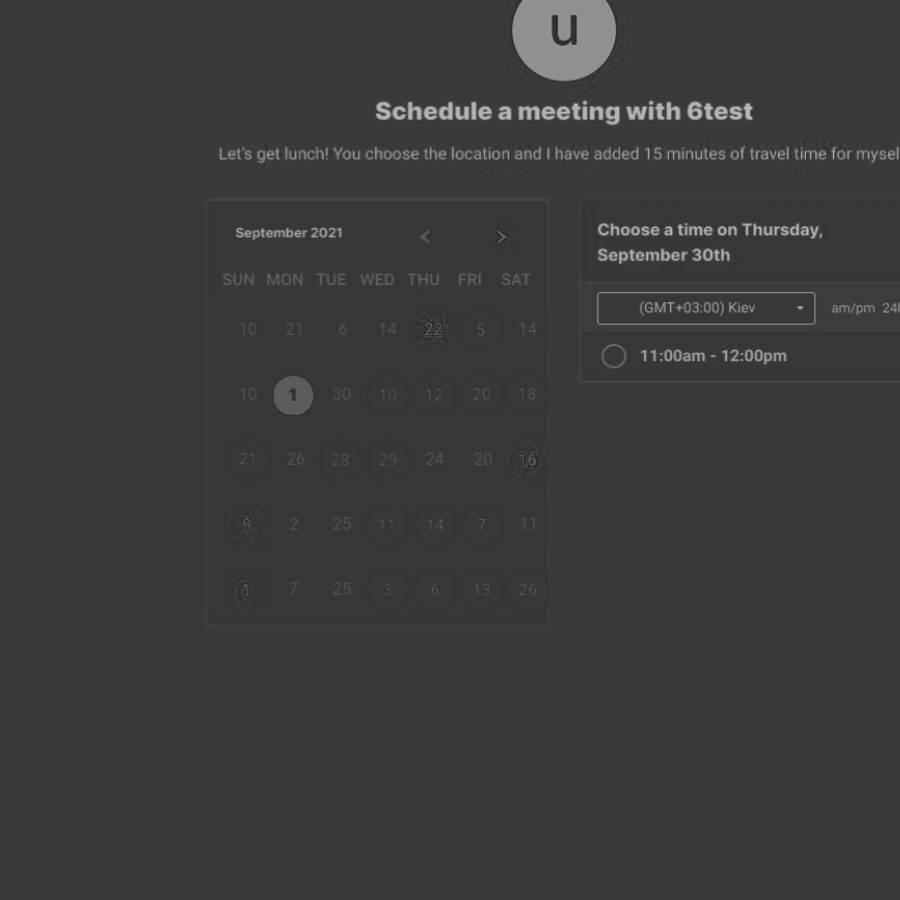 u
Schedule a meeting with 6test
Let's get lunch! You choose the location and I have added 15 minutes of travel time for mysel
September 2021
SUN MON TUE WED THU FRI SAT
10 21 6 14 22 5 14
10 1 30 10 12 20 18
21 26 28 29 24 20 16
9 2 25 11 14 7 11
1 7 25 3 6 13 26
Choose a time on Thursday,
September 30th
(GMT+03:00) Kiev
am/pm 24h
11:00am - 12:00pm